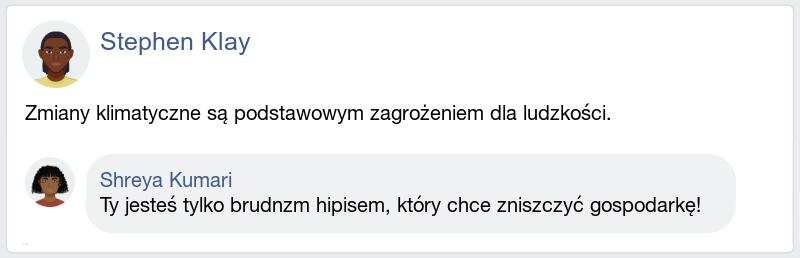 Stephen Klay
Zmiany klimatyczne są podstawowym zagrożeniem dla ludzkości.
Shreya Kumari
Ty jesteś tylko brudnzm hipisem, który chce zniszczyć gospodarkę!